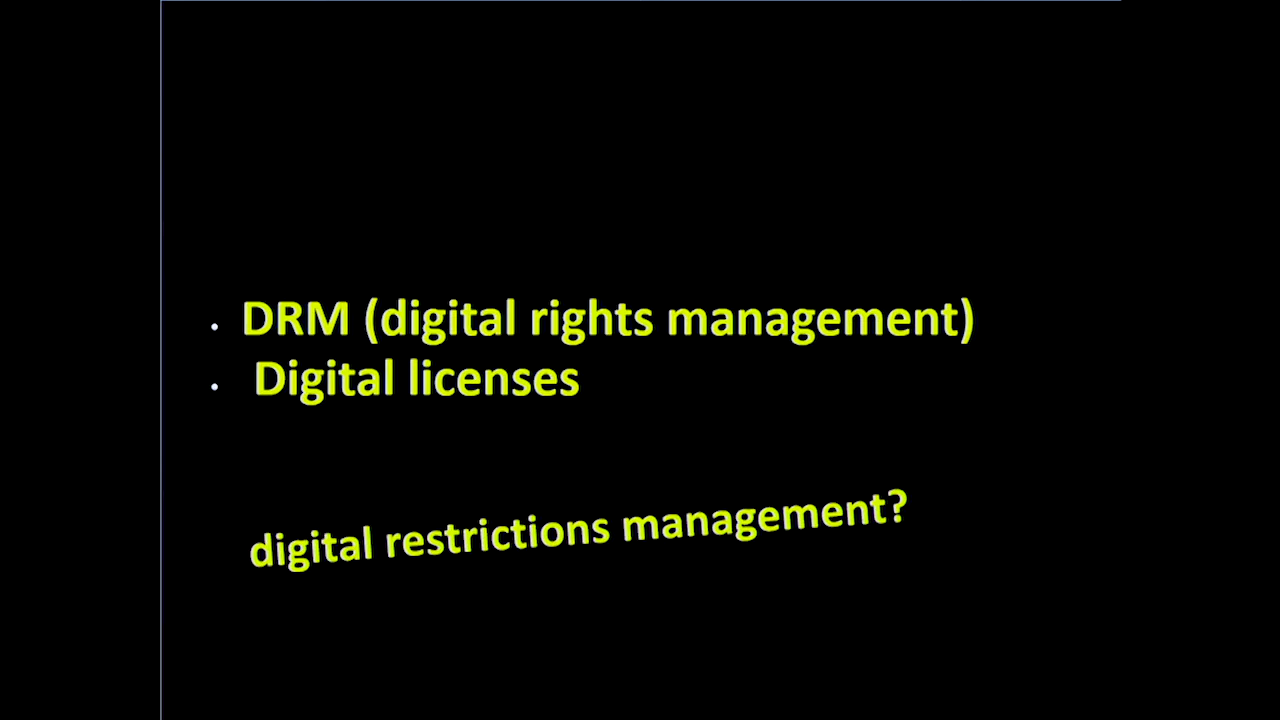 • DRM (digital rights management)
• Digital licenses
digital restrictions management?